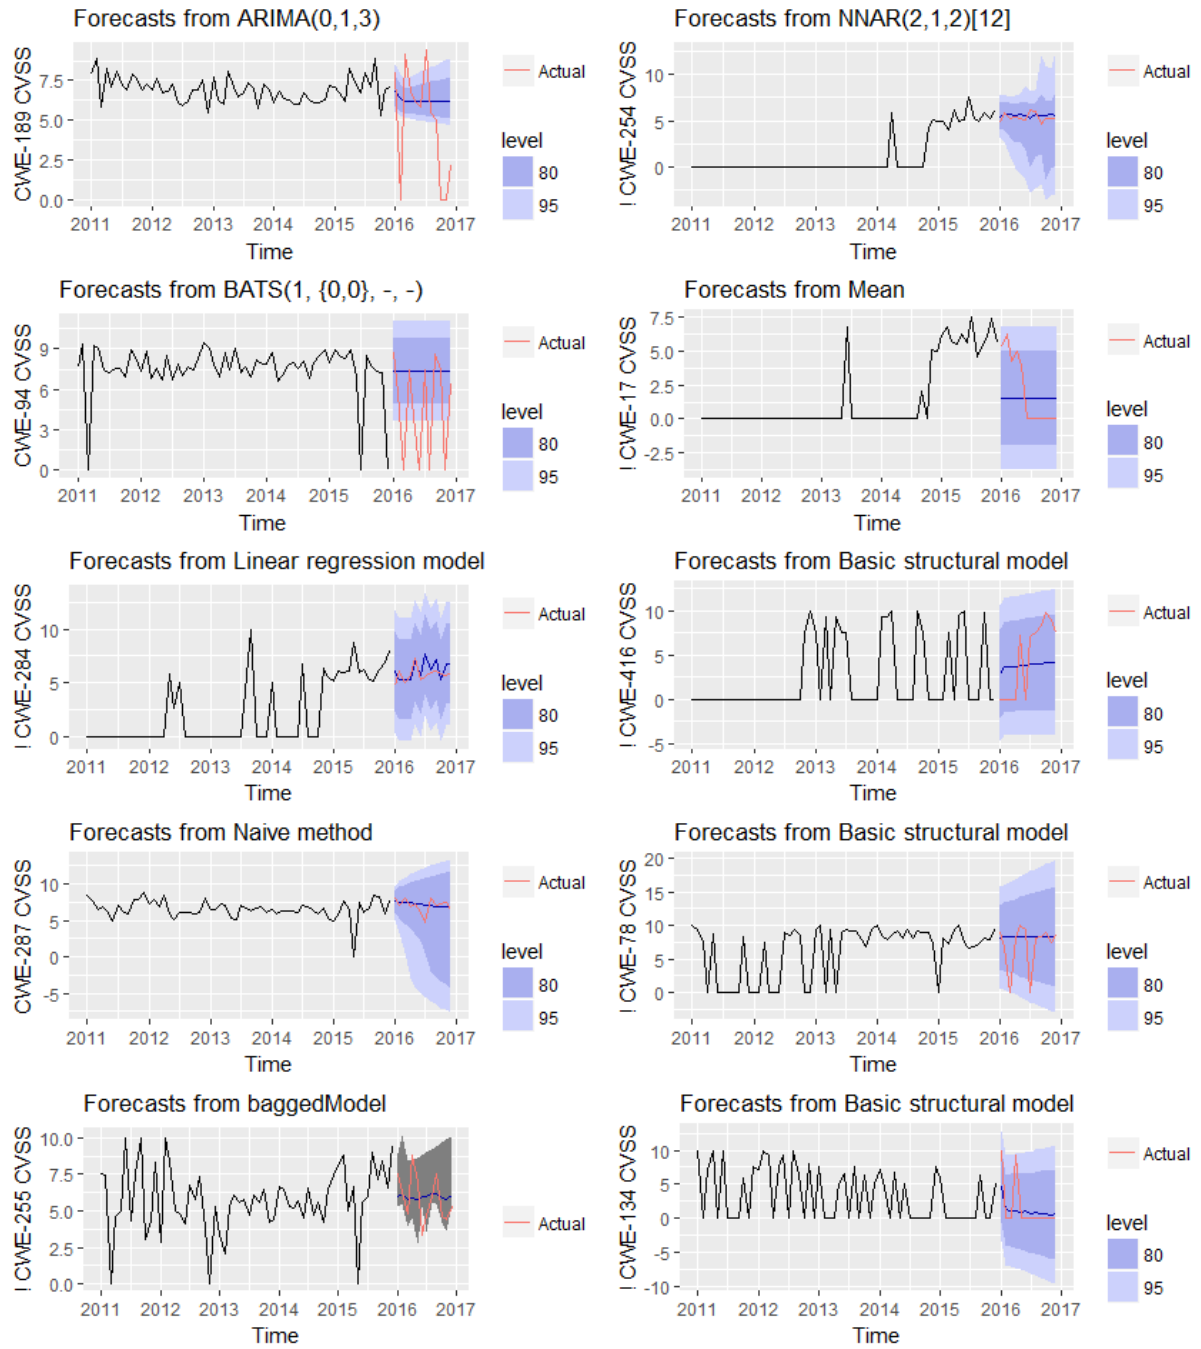 Forecasts from ARIMA(0,1,3)
CWE-189 CVSS
7.5
5.0
2.5
0.0
2011 2012 2013 2014 2015 2016 2017
Time
Actual
level
80
95
Forecasts from NNAR(2,1,2)[12]
! CWE-254 CVSS
10
5
0
2011 2012 2013 2014 2015 2016 2017
Time
Actual
level
80
95
Forecasts from BATS(1, {0,0}, -, -)
CWE-94 CVSS
9
6
3
0
2011 2012 2013 2014 2015 2016 2017
Time
Actual
level
80
95
Forecasts from Mean
! CWE-17 CVSS
7.5
5.0
2.5
0.0
-2.5
2011 2012 2013 2014 2015 2016 2017
Time
Actual
level
80
95
Forecasts from Linear regression model
! CWE-284 CVSS
10
5
0
2011 2012 2013 2014 2015 2016 2017
Time
Actual
level
80
95
Forecasts from Basic structural model
! CWE-416 CVSS
10
5
0
-5
2011 2012 2013 2014 2015 2016 2017
Time
Actual
level
80
95
Forecasts from Naive method
CWE-287 CVSS
10
5
0
-5
2011 2012 2013 2014 2015 2016 2017
Time
Actual
level
80
95
Forecasts from Basic structural model
! CWE-78 CVSS
20
15
10
5
0
2011 2012 2013 2014 2015 2016 2017
Time
Actual
level
80
95
Forecasts from baggedModel
! CWE-255 CVSS
10.0
7.5
5.0
2.5
0.0
2011 2012 2013 2014 2015 2016 2017
Time
Actual
Forecasts from Basic structural model
! CWE-134 CVSS
10
5
0
-5
-10
2011 2012 2013 2014 2015 2016 2017
Time
Actual
level
80
95